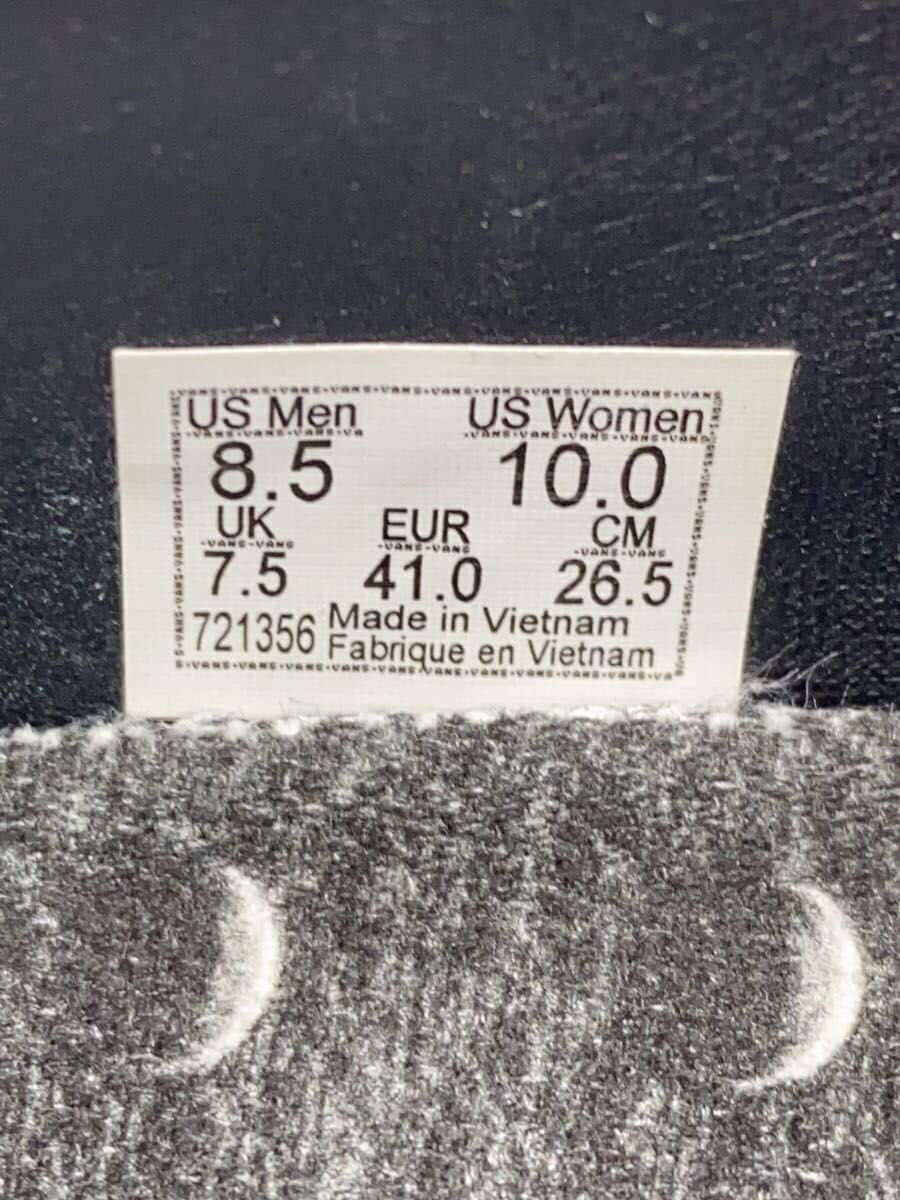 US Men US Women
8.5 10.0
UK EUR CM
7.5 41.0 26.5
721356 Made in Vietnam
Fabrique en Vietnam